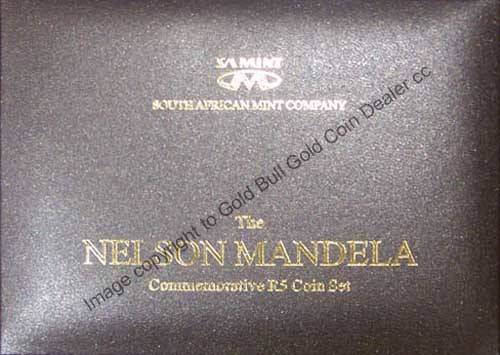 SA MINT
SOUTH AFRICAN MINT COMPANY
The
NELSON MANDELA
Commemorative R5 Coin Set
Image copyright to Gold Bull Gold Coin Dealer cc